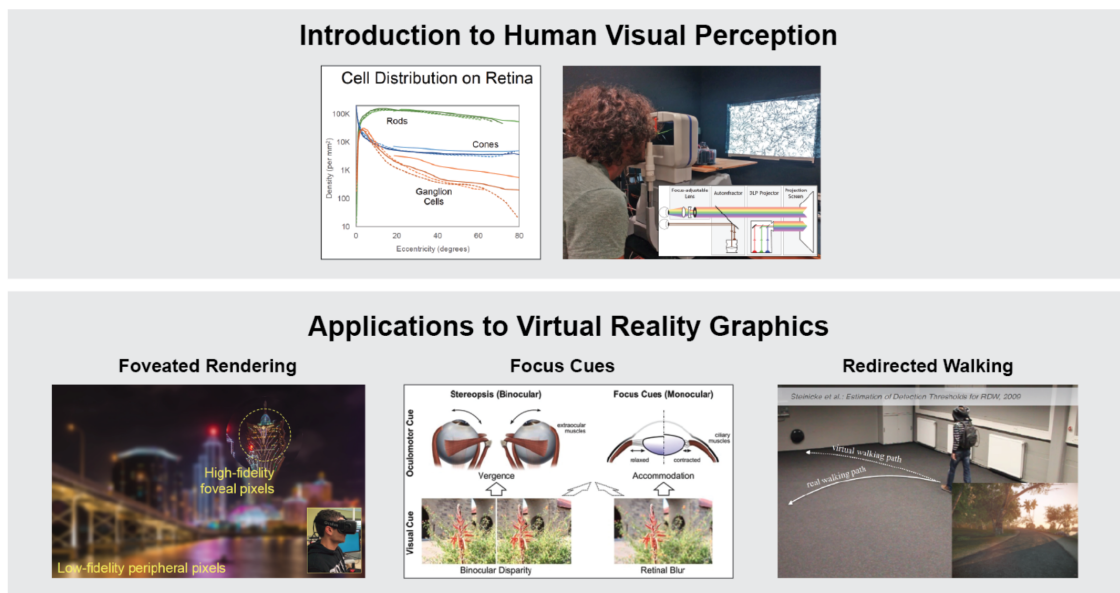 Introduction to Human Visual Perception
Cell Distribution on Retina
Density (per mm²)
100K
10K
1K
100
10
Rods
Cones
Ganglion
Cells
0
20
40
60
80
Eccentricity (degrees)
Focus-adjustable
Lens
Autorefractor
DLP Projector
Projection
Screen
Applications to Virtual Reality Graphics
Foveated Rendering
High-fidelity
foveal pixels
Low-fidelity peripheral pixels
Focus Cues
Stereopsis (Binocular)
Focus Cues (Monocular)
Oculomotor Cue
extraocular
muscles
ciliary
muscles
relaxed
contracted
Vergence
Accommodation
Visual Cue
Binocular Disparity
Retinal Blur
Redirected Walking
Steinicke et al.: Estimation of Detection Thresholds for RDW, 2009
virtual walking path
real walking path